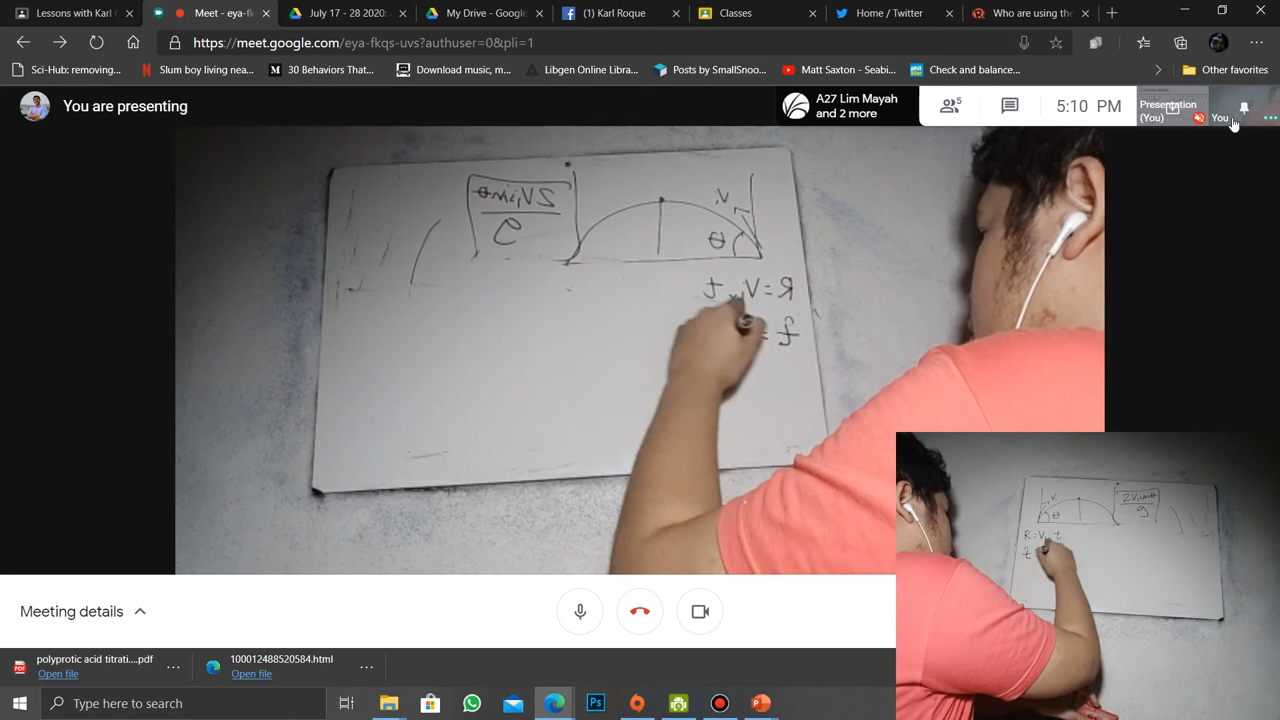 Lessons with Karl C
Meet - eya-f
July 17 - 28 2020:
My Drive - Google
(1) Karl Roque
Classes
Home / Twitter
Who are using the
https://meet.google.com/eya-fkqs-uvs?authuser=0&pli=1
Sci-Hub: removing...
Slum boy living nea...
30 Behaviors That...
Download music, m...
Libgen Online Libra...
Posts by SmallSnoo...
Matt Saxton - Seabi...
Check and balance...
Other favorites
You are presenting
A27 Lim Mayah
and 2 more
5
5:10 PM
Presentation
(You)
You
Vi
θ
2Visinθ
g
R=Vx t
t =
Meeting details
polyprotic acid titrati....pdf
Open file
100012488520584.html
Open file
Type here to search